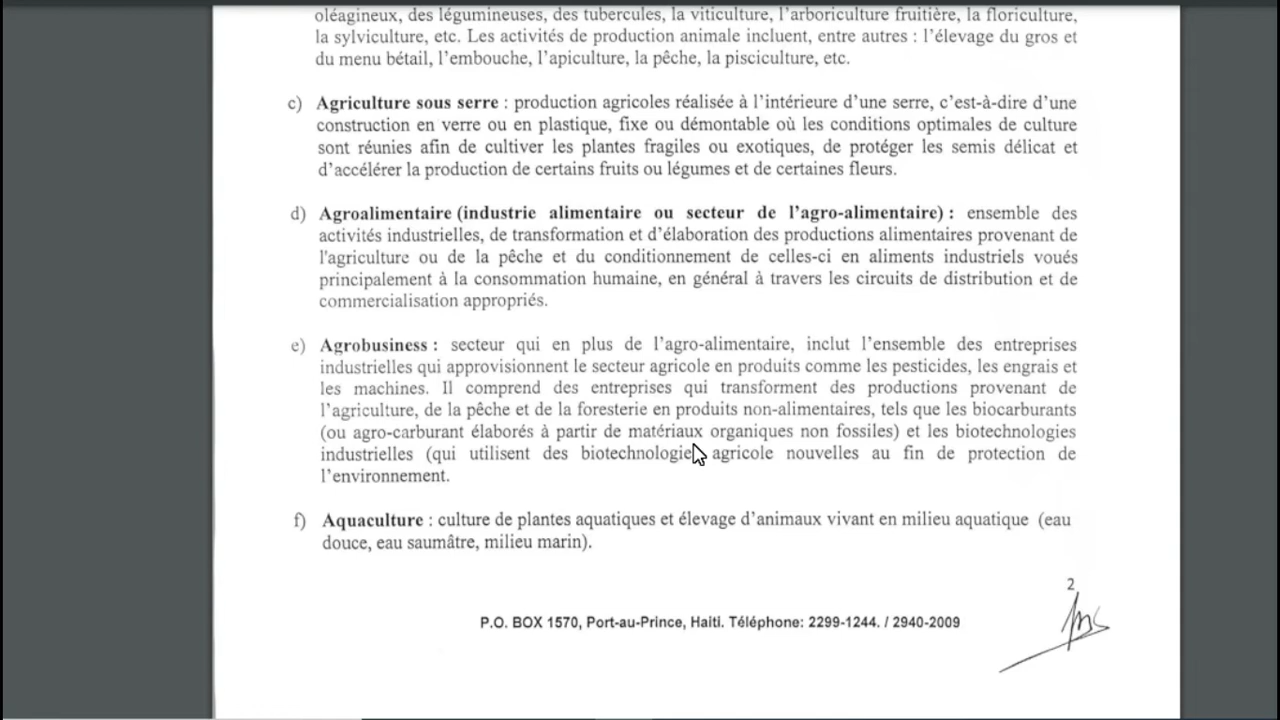 oléagineux, des légumineuses, des tubercules, la viticulture, l'arboriculture fruitière, la floriculture,
la sylviculture, etc. Les activités de production animale incluent, entre autres : l'élevage du gros et
du menu bétail, l'embouche, l'apiculture, la pêche, la pisciculture, etc.
c) Agriculture sous serre : production agricoles réalisée à l'intérieure d'une serre, c'est-à-dire d'une
construction en verre ou en plastique, fixe ou démontable où les conditions optimales de culture
sont réunies afin de cultiver les plantes fragiles ou exotiques, de protéger les semis délicat et
d'accélérer la production de certains fruits ou légumes et de certaines fleurs.
d) Agroalimentaire (industrie alimentaire ou secteur de l'agro-alimentaire) : ensemble des
activités industrielles, de transformation et d'élaboration des productions alimentaires provenant de
l'agriculture ou de la pêche et du conditionnement de celles-ci en aliments industriels voués
principalement à la consommation humaine, en général à travers les circuits de distribution et de
commercialisation appropriés.
e) Agrobusiness : secteur qui en plus de l'agro-alimentaire, inclut l'ensemble des entreprises
industrielles qui approvisionnent le secteur agricole en produits comme les pesticides, les engrais et
les machines. Il comprend des entreprises qui transforment des productions provenant de
l'agriculture, de la pêche et de la foresterie en produits non-alimentaires, tels que les biocarburants
(ou agro-carburant élaborés à partir de matériaux organiques non fossiles) et les biotechnologies
industrielles (qui utilisent des biotechnologie agricole nouvelles au fin de protection de
l'environnement.
f) Aquaculture : culture de plantes aquatiques et élevage d'animaux vivant en milieu aquatique (eau
douce, eau saumâtre, milieu marin).
2
P.O. BOX 1570, Port-au-Prince, Haiti. Téléphone: 2299-1244. / 2940-2009